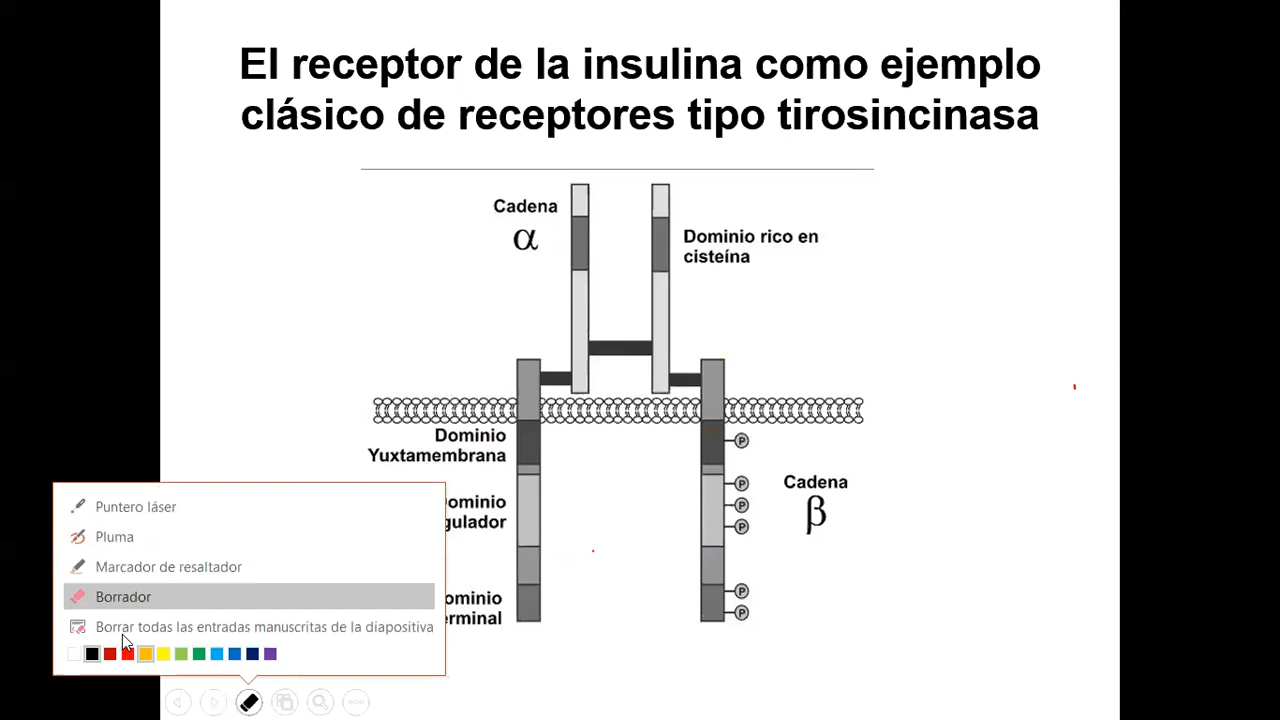 El receptor de la insulina como ejemplo
clásico de receptores tipo tirosincinasa
Cadena
α
Dominio rico en
cisteína
Dominio
Yuxtamembrana
Cadena
β
P
P
P
P
P
P
Puntero láser
Pluma
Marcador de resaltador
Borrador
Borrar todas las entradas manuscritas de la diapositiva